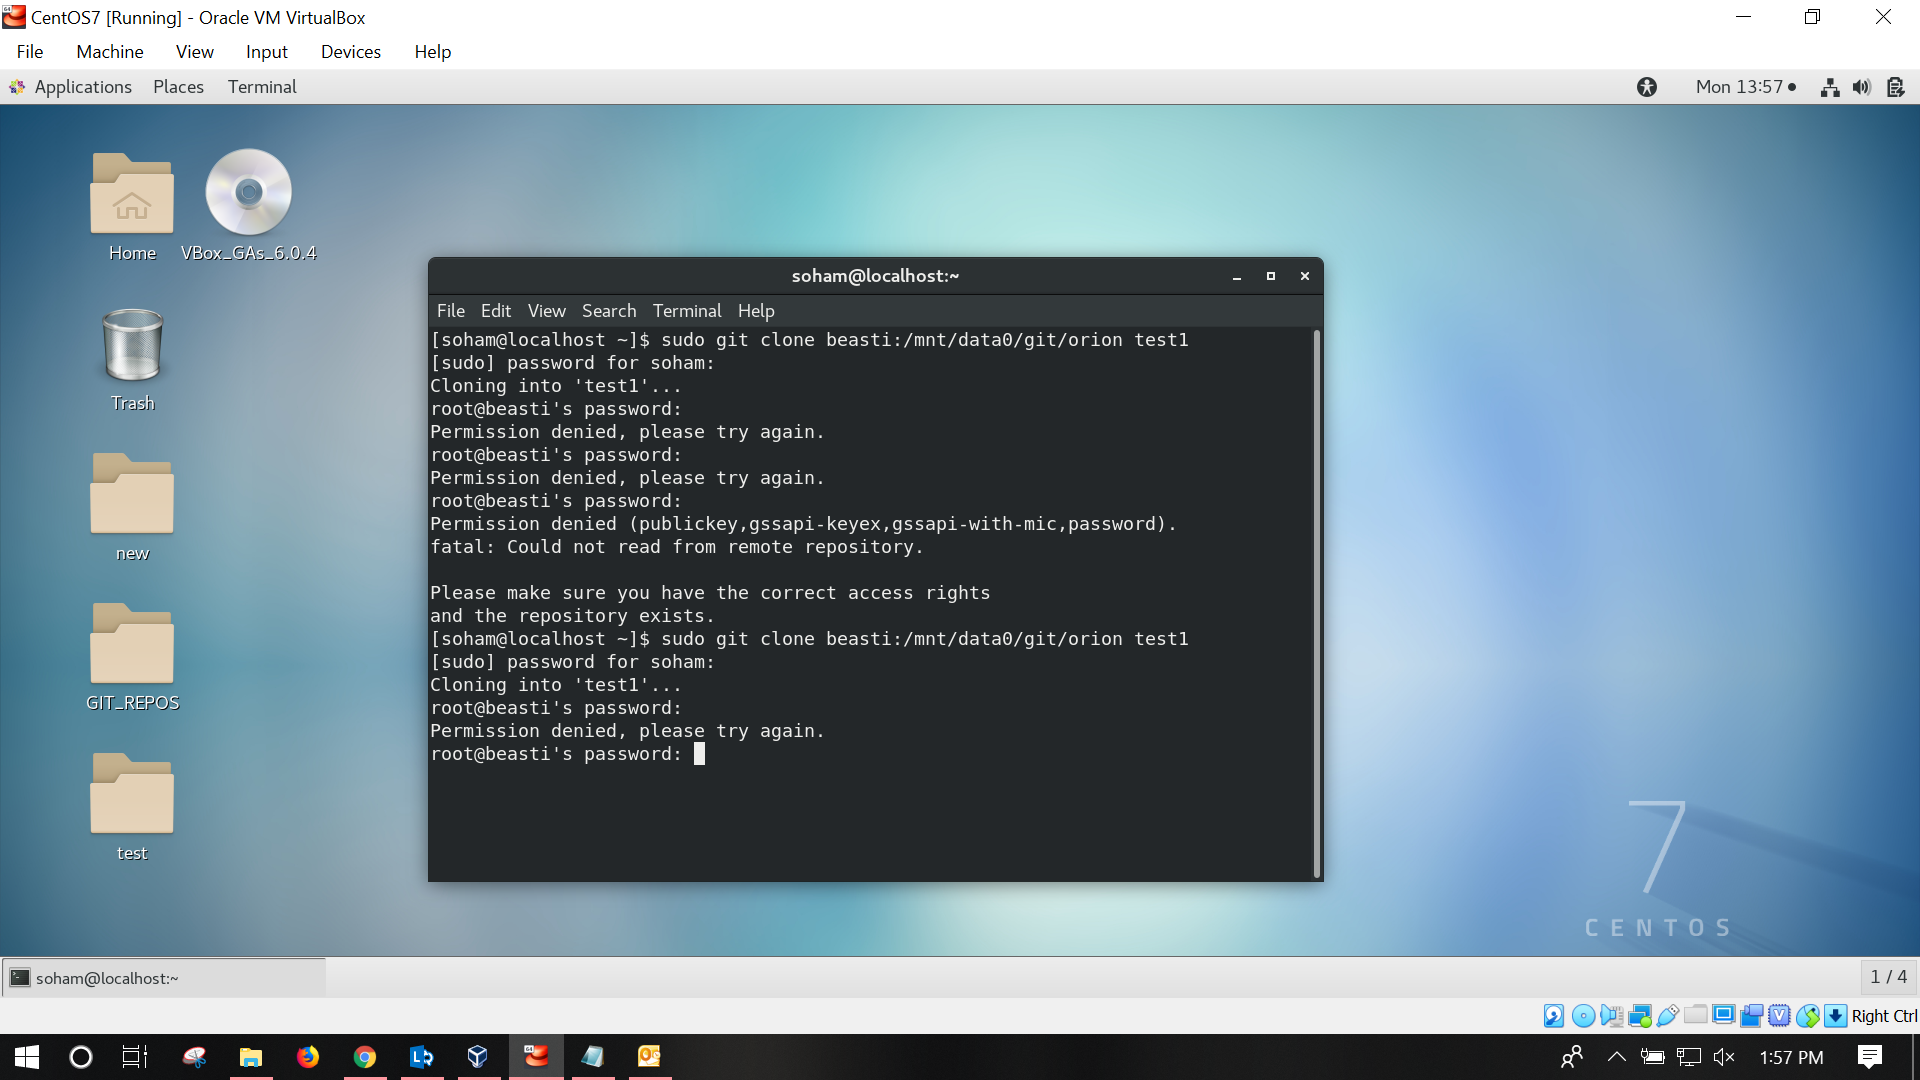 CentOS7 [Running] - Oracle VM VirtualBox
File Machine View Input Devices Help
Applications Places Terminal Mon 13:57
Home VBox_GAs_6.0.4
Trash
new
GIT_REPOS
test
soham@localhost:~
File Edit View Search Terminal Help
[soham@localhost ~]$ sudo git clone beasti:/mnt/data0/git/orion test1
[sudo] password for soham:
Cloning into 'test1'...
root@beasti's password:
Permission denied, please try again.
root@beasti's password:
Permission denied, please try again.
root@beasti's password:
Permission denied (publickey,gssapi-keyex,gssapi-with-mic,password).
fatal: Could not read from remote repository.
Please make sure you have the correct access rights
and the repository exists.
[soham@localhost ~]$ sudo git clone beasti:/mnt/data0/git/orion test1
[sudo] password for soham:
Cloning into 'test1'...
root@beasti's password:
Permission denied, please try again.
root@beasti's password:
7
CENTOS
soham@localhost:~ 1 / 4
Right Ctrl
1:57 PM